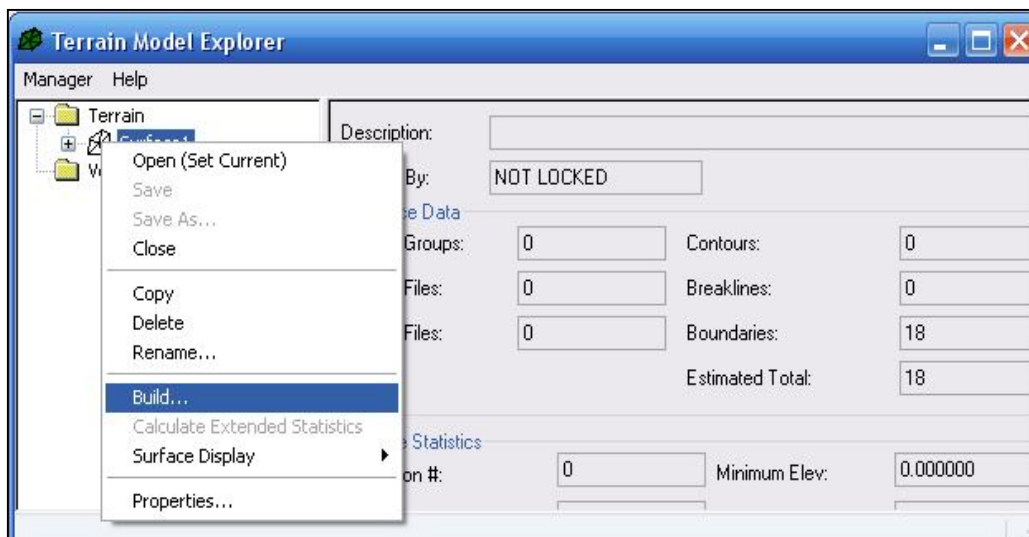 Terrain Model Explorer
Manager Help
Terrain
Description:
Open (Set Current)
By: NOT LOCKED
Save
Save As...
Data
Close
Groups: 0 Contours: 0
Copy
Files: 0 Breaklines: 0
Delete
Files: 0 Boundaries: 18
Rename...
Estimated Total: 18
Build...
Calculate Extended Statistics
Statistics
Surface Display
#: 0 Minimum Elev: 0.000000
Properties...